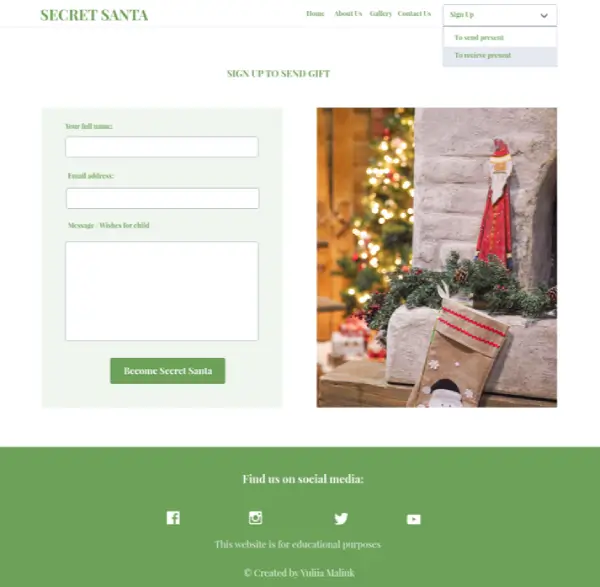 SECRET SANTA
Home About Us Gallery Contact Us Sign Up
To send present
To recieve present
SIGN UP TO SEND GIFT
Your full name:
Email address:
Message / Wishes for child
Become Secret Santa
Find us on social media:
This website is for educational purposes
© Created by Yuliia Malink